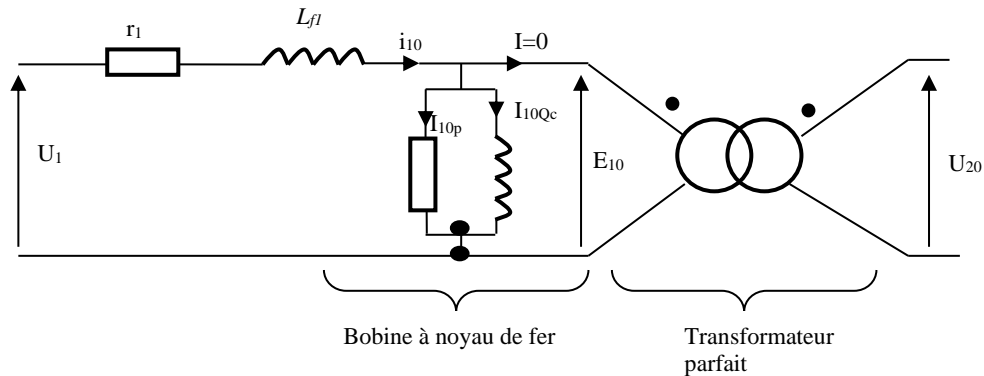 r1
Lf1
i10
I=0
I10p
I10Qc
U1
E10
U20
Bobine à noyau de fer
Transformateur
parfait